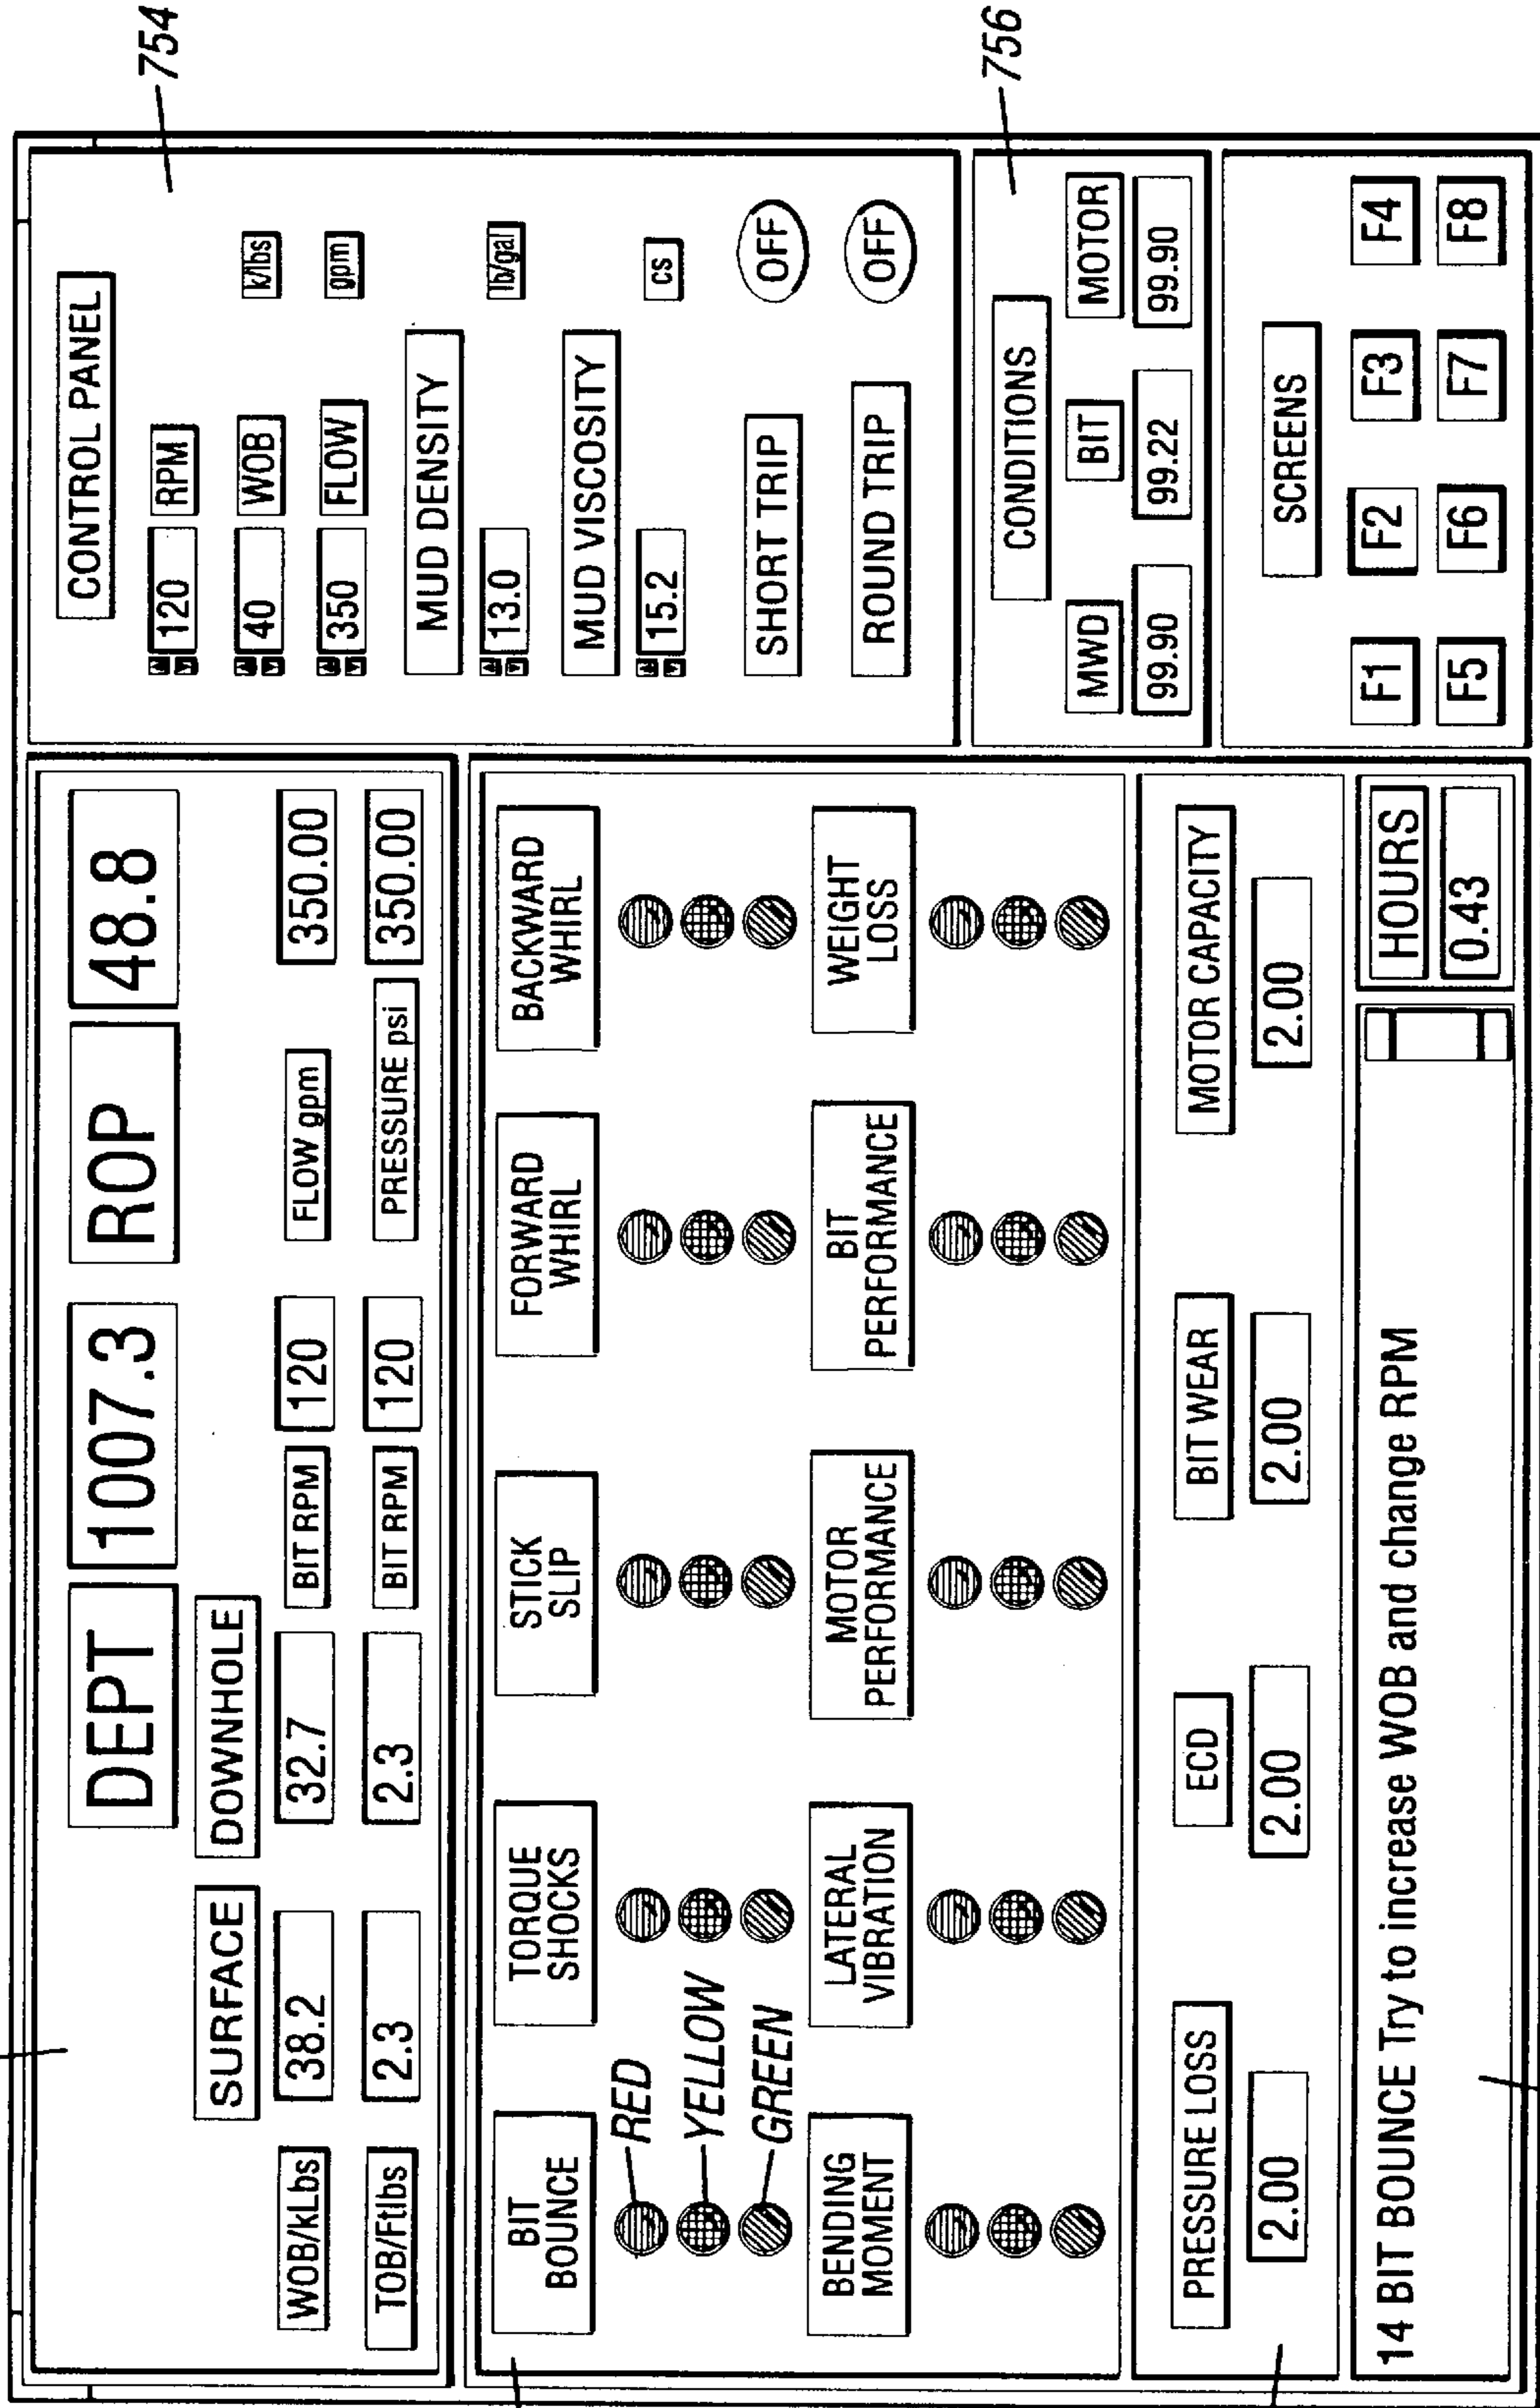 DEPT 1007.3 ROP 48.8
SURFACE DOWNHOLE
WOB/kLbs 38.2 32.7 BIT RPM 120 FLOW gpm 350.00
TOB/Ftlbs 2.3 2.3 BIT RPM 120 PRESSURE psi 350.00
BIT BOUNCE
TORQUE SHOCKS
STICK SLIP
FORWARD WHIRL
BACKWARD WHIRL
RED
YELLOW
GREEN
BENDING MOMENT
LATERAL VIBRATION
MOTOR PERFORMANCE
BIT PERFORMANCE
WEIGHT LOSS
PRESSURE LOSS ECD BIT WEAR MOTOR CAPACITY
2.00 2.00 2.00 2.00
14 BIT BOUNCE Try to increase WOB and change RPM
HOURS
0.43
CONTROL PANEL
120 RPM
40 WOB k/lbs
350 FLOW gpm
MUD DENSITY
13.0 lb/gal
MUD VISCOSITY
15.2 cs
SHORT TRIP OFF
ROUND TRIP OFF
754
CONDITIONS
MWD BIT MOTOR
99.90 99.22 99.90
756
SCREENS
F1 F2 F3 F4
F5 F6 F7 F8